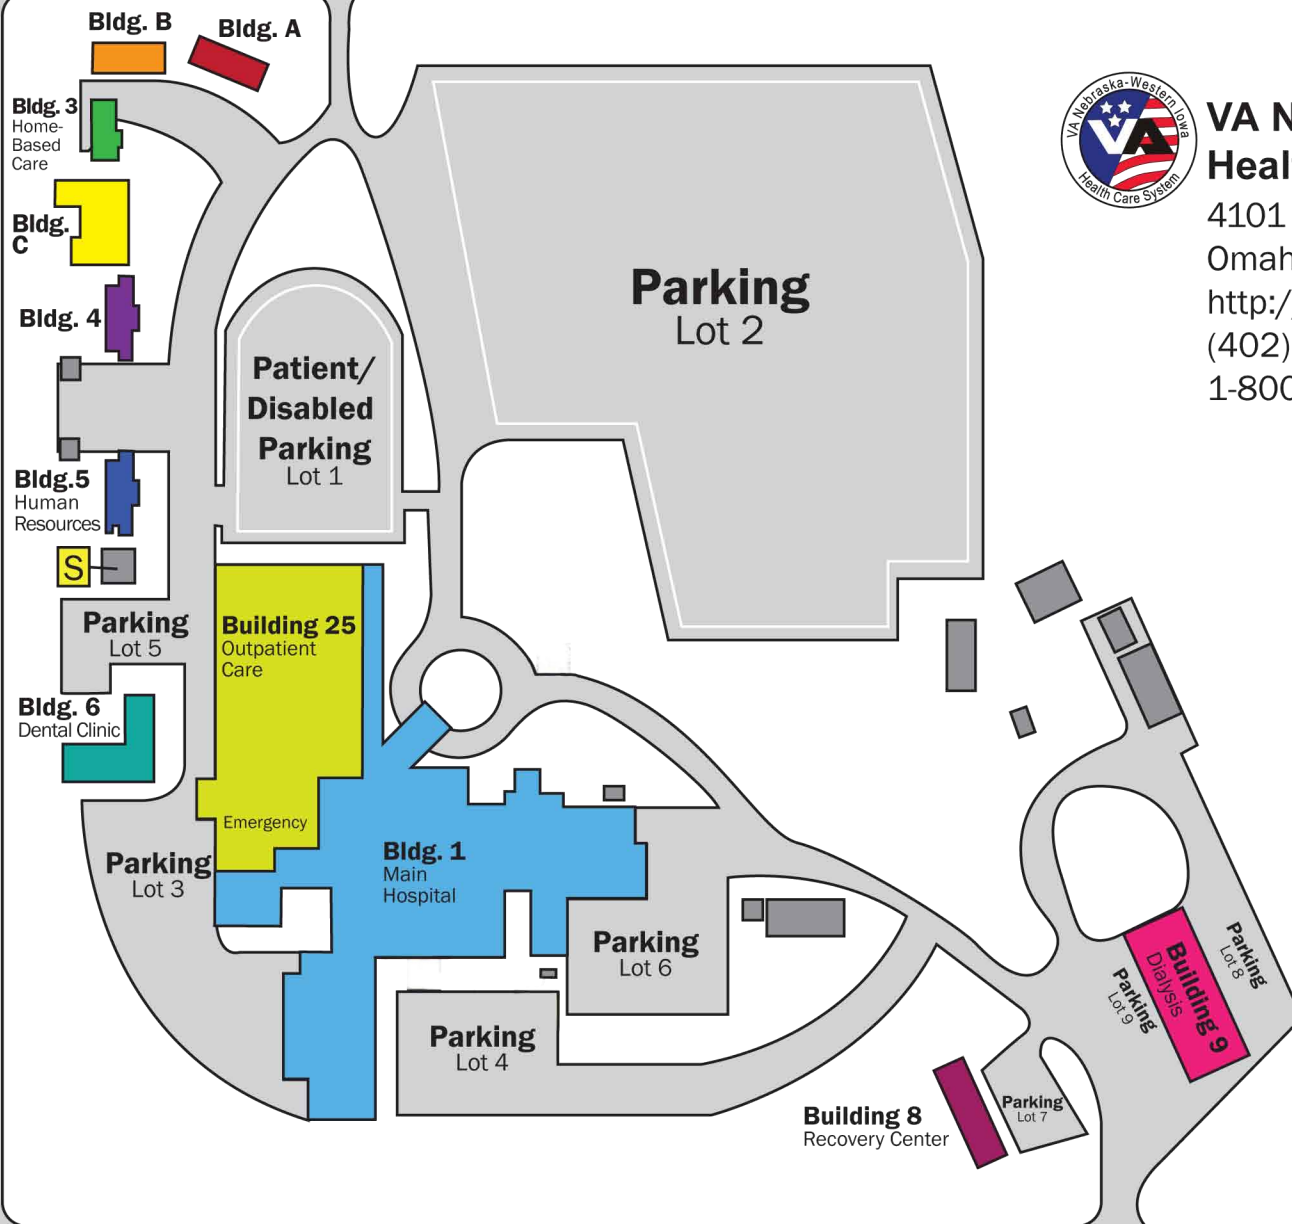 Bldg. B
Bldg. A
Bldg. 3
Home-
Based
Care
Bldg.
C
Bldg. 4
Patient/
Disabled
Parking
Lot 1
Parking
Lot 2
VA Nebraska-Western Iowa
VA
Health Care System
VA N
Heal
4101
Omah
http:/
(402)
1-800
Bldg.5
Human
Resources
S
Parking
Lot 5
Building 25
Outpatient
Care
Emergency
Bldg. 6
Dental Clinic
Parking
Lot 3
Bldg. 1
Main
Hospital
Parking
Lot 6
Parking
Lot 4
Building 8
Recovery Center
Parking
Lot 7
Parking
Lot 9
Building 9
Dialysis
Parking
Lot 8